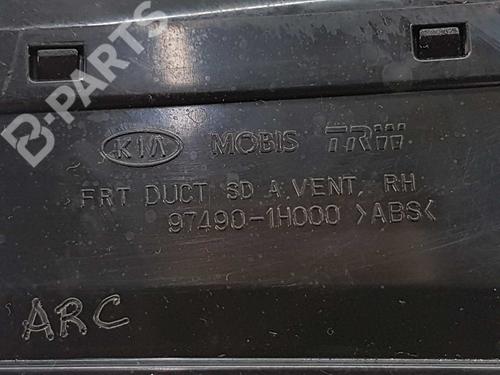 B-PARTS
KIA MOBIS TRW
FRT DUCT SD A.VENT, RH
97490-1H000 >ABS<
ARC